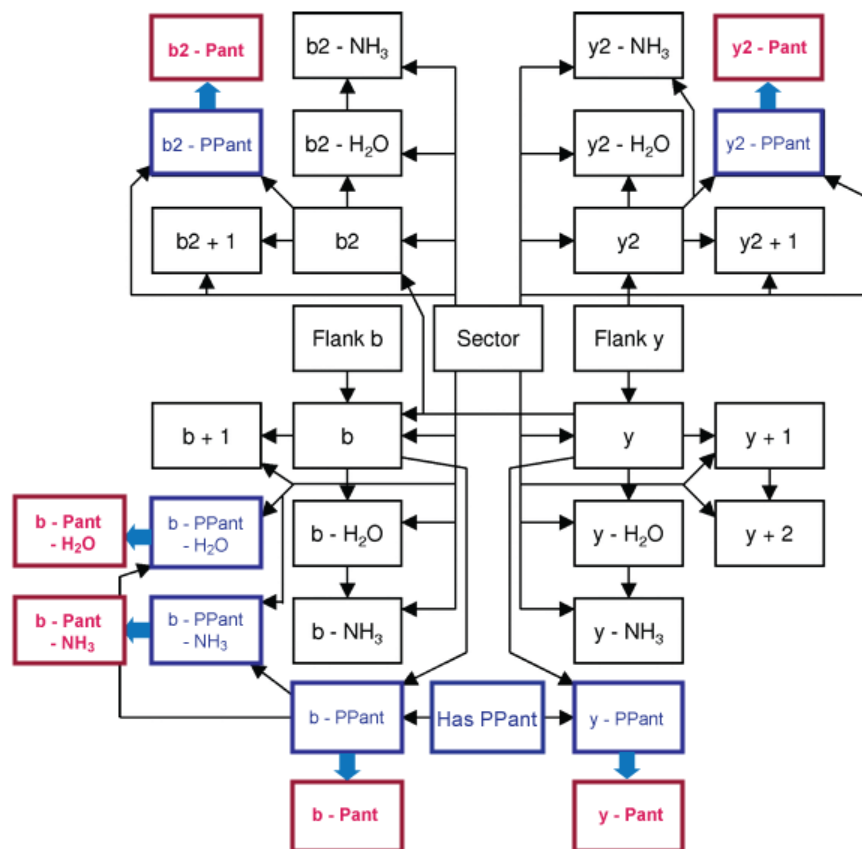 b2 - Pant
b2 - NH₃
y2 - NH₃
y2 - Pant
b2 - PPant
b2 - H₂O
y2 - H₂O
y2 - PPant
b2 + 1
b2
y2
y2 + 1
Flank b
Sector
Flank y
b + 1
b
y
y + 1
b - Pant
- H₂O
b - PPant
- H₂O
b - H₂O
y - H₂O
y + 2
b - Pant
- NH₃
b - PPant
- NH₃
b - NH₃
y - NH₃
b - PPant
Has PPant
y - PPant
b - Pant
y - Pant